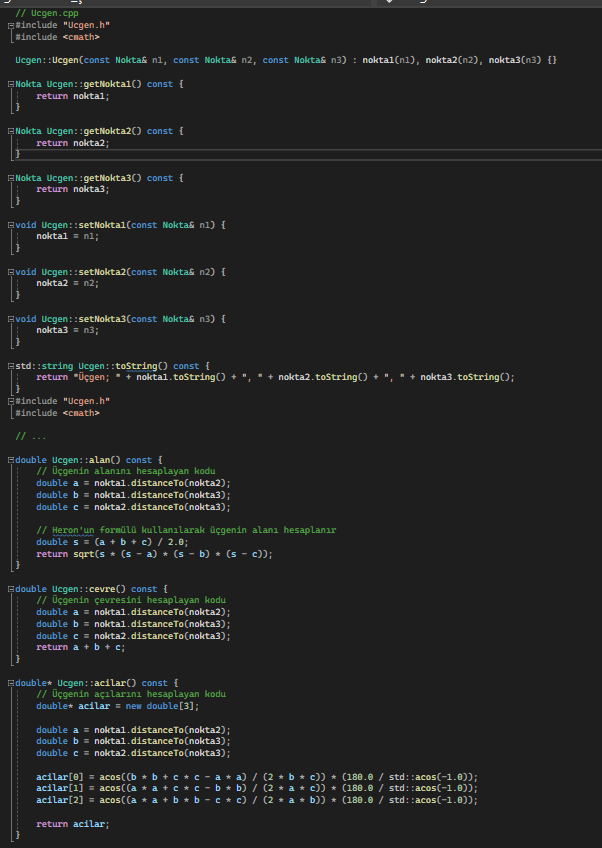 // Ucgen.cpp
#include "Ucgen.h"
#include <cmath>
Ucgen::Ucgen(const Nokta& n1, const Nokta& n2, const Nokta& n3) : nokta1(n1), nokta2(n2), nokta3(n3) {}
Nokta Ucgen::getNokta1() const {
return nokta1;
}
Nokta Ucgen::getNokta2() const {
return nokta2;
}
Nokta Ucgen::getNokta3() const {
return nokta3;
}
void Ucgen::setNokta1(const Nokta& n1) {
nokta1 = n1;
}
void Ucgen::setNokta2(const Nokta& n2) {
nokta2 = n2;
}
void Ucgen::setNokta3(const Nokta& n3) {
nokta3 = n3;
}
std::string Ucgen::toString() const {
return "Üçgen; " + nokta1.toString() + ", " + nokta2.toString() + ", " + nokta3.toString();
}
#include "Ucgen.h"
#include <cmath>
// ...
double Ucgen::alan() const {
// Üçgenin alanını hesaplayan kodu
double a = nokta1.distanceTo(nokta2);
double b = nokta1.distanceTo(nokta3);
double c = nokta2.distanceTo(nokta3);
// Heron'un formülü kullanılarak üçgenin alanı hesaplanır
double s = (a + b + c) / 2.0;
return sqrt(s * (s - a) * (s - b) * (s - c));
}
double Ucgen::cevre() const {
// Üçgenin çevresini hesaplayan kodu
double a = nokta1.distanceTo(nokta2);
double b = nokta1.distanceTo(nokta3);
double c = nokta2.distanceTo(nokta3);
return a + b + c;
}
double* Ucgen::acilar() const {
// Üçgenin açılarını hesaplayan kodu
double* acilar = new double[3];
double a = nokta1.distanceTo(nokta2);
double b = nokta1.distanceTo(nokta3);
double c = nokta2.distanceTo(nokta3);
acilar[0] = acos((b * b + c * c - a * a) / (2 * b * c)) * (180.0 / std::acos(-1.0));
acilar[1] = acos((a * a + c * c - b * b) / (2 * a * c)) * (180.0 / std::acos(-1.0));
acilar[2] = acos((a * a + b * b - c * c) / (2 * a * b)) * (180.0 / std::acos(-1.0));
return acilar;
}